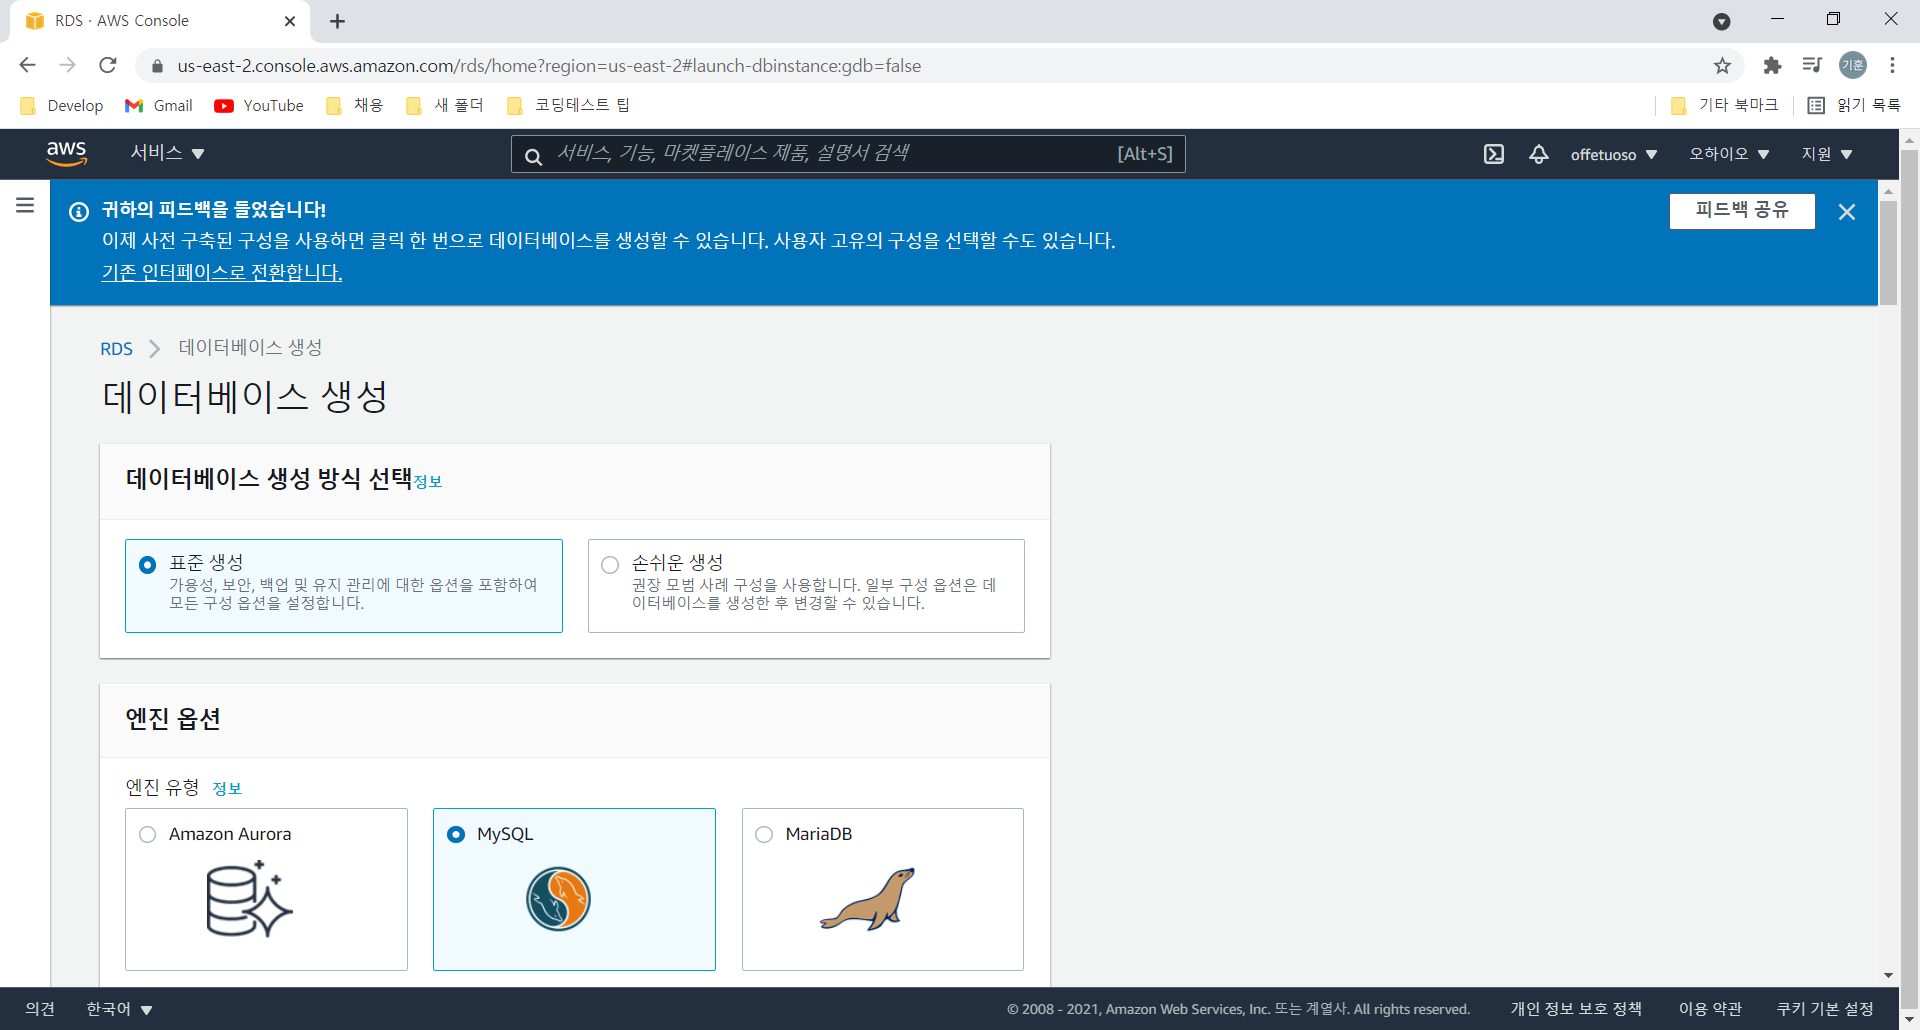 RDS · AWS Console
us-east-2.console.aws.amazon.com/rds/home?region=us-east-2#launch-dbinstance:gdb=false
기훈
Develop
Gmail
YouTube
채용
새 폴더
코딩테스트 팁
기타 북마크
읽기 목록
aws
서비스
서비스, 기능, 마켓플레이스 제품, 설명서 검색
[Alt+S]
offetuoso
오하이오
지원
귀하의 피드백을 들었습니다!
이제 사전 구축된 구성을 사용하면 클릭 한 번으로 데이터베이스를 생성할 수 있습니다. 사용자 고유의 구성을 선택할 수도 있습니다.
기존 인터페이스로 전환합니다.
피드백 공유
RDS
데이터베이스 생성
데이터베이스 생성
데이터베이스 생성 방식 선택정보
표준 생성
가용성, 보안, 백업 및 유지 관리에 대한 옵션을 포함하여
모든 구성 옵션을 설정합니다.
손쉬운 생성
권장 모범 사례 구성을 사용합니다. 일부 구성 옵션은 데
이터베이스를 생성한 후 변경할 수 있습니다.
엔진 옵션
엔진 유형 정보
Amazon Aurora
MySQL
MariaDB
의견
한국어
© 2008 - 2021, Amazon Web Services, Inc. 또는 계열사. All rights reserved.
개인 정보 보호 정책
이용 약관
쿠키 기본 설정